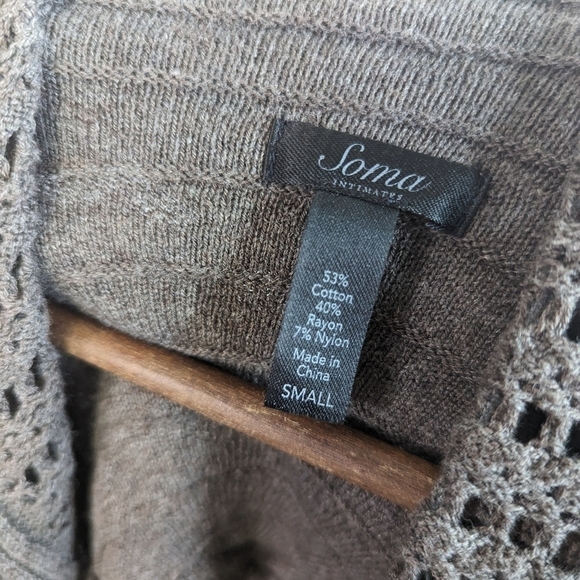 Soma
INTIMATES
53%
Cotton
40%
Rayon
7% Nylon
Made in
China
SMALL